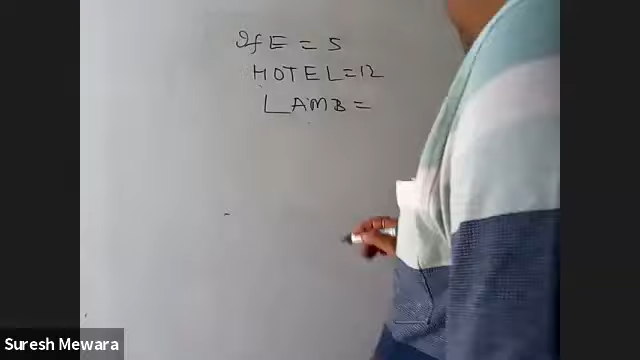 If E = 5
HOTEL = 12
LAMB =
Suresh Mewara